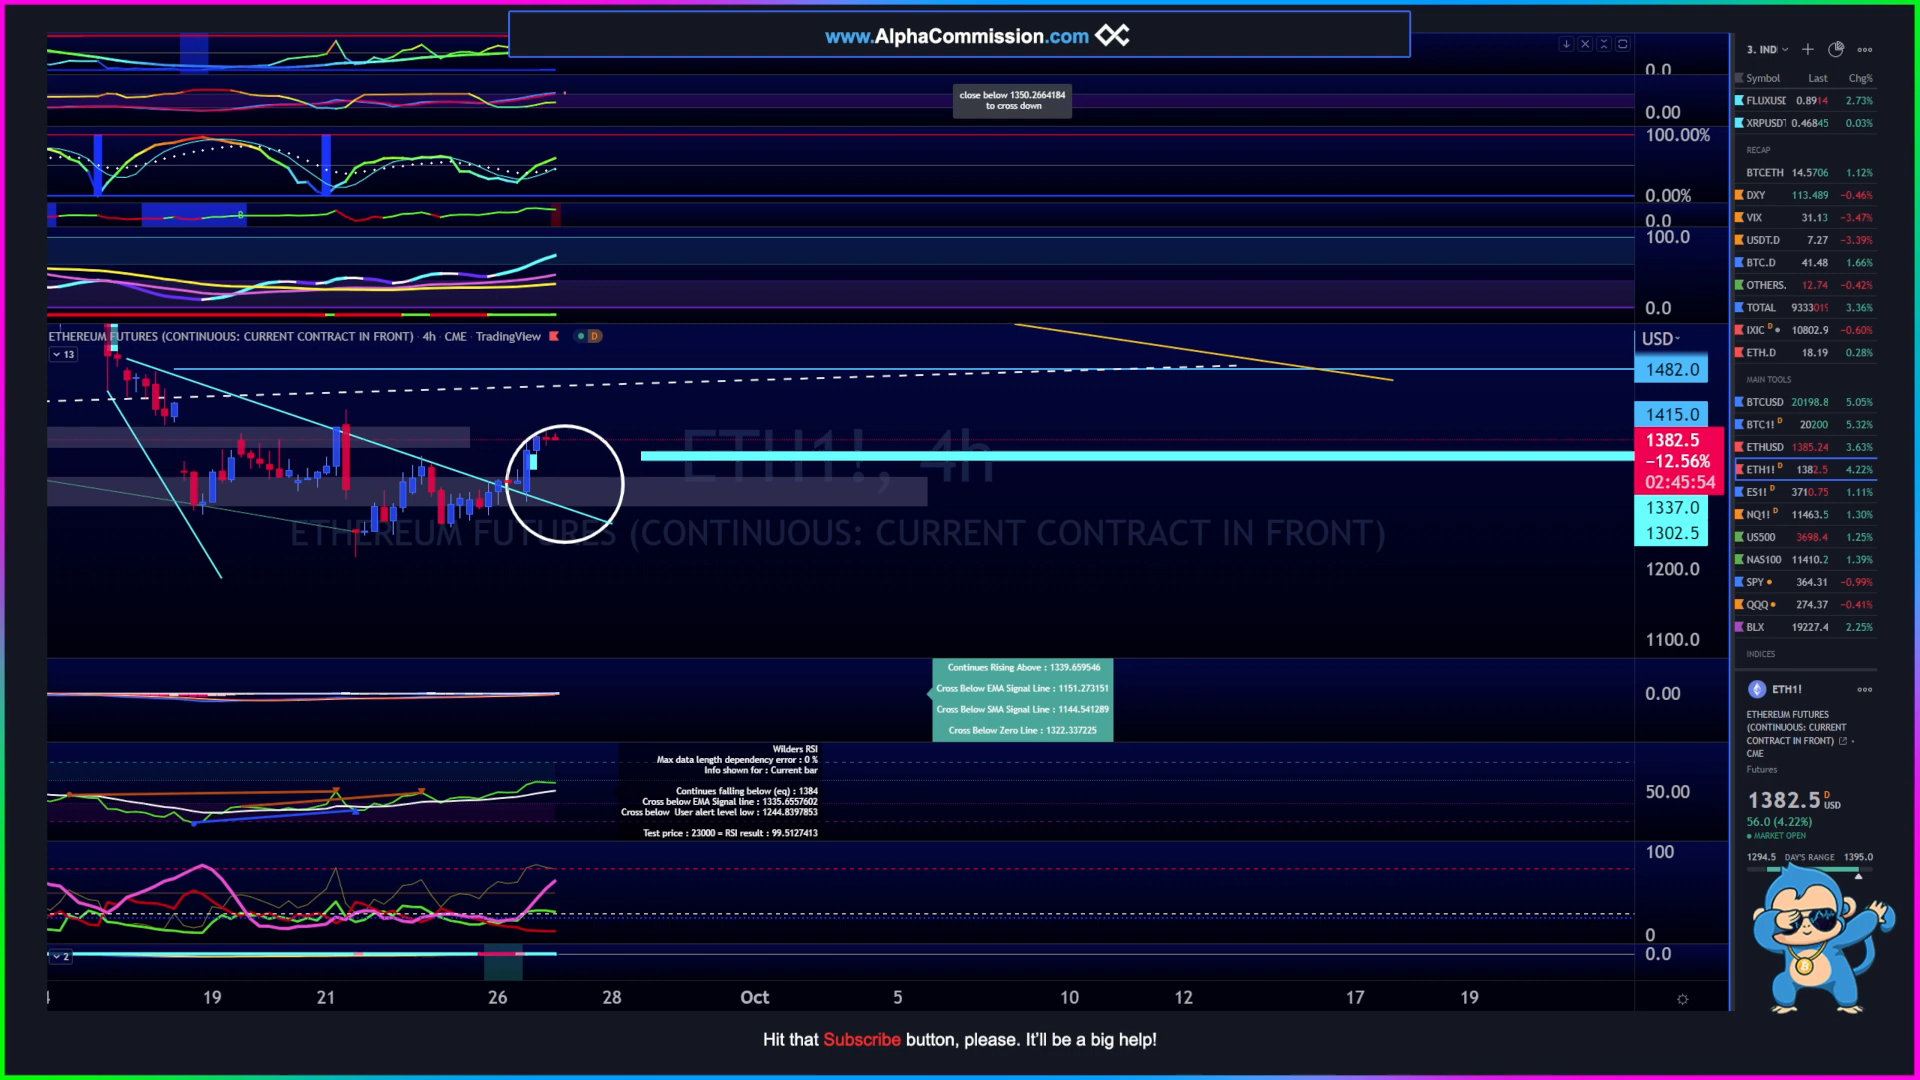 www.AlphaCommission.com
0.0
close below 1350.2664184
to cross down
0.00
100.00%
0.00%
B
0.0
100.0
0.0
ETHEREUM FUTURES (CONTINUOUS: CURRENT CONTRACT IN FRONT) · 4h · CME · TradingView
D
13
USD
1482.0
1415.0
1382.5
−12.56%
02:45:54
1337.0
1302.5
1200.0
1100.0
ETH1!, 4h
ETHEREUM FUTURES (CONTINUOUS: CURRENT CONTRACT IN FRONT)
Continues Rising Above : 1339.659546
Cross Below EMA Signal Line : 1151.273151
Cross Below SMA Signal Line : 1144.541289
Cross Below Zero Line : 1322.337225
0.00
Wilders RSI
Max data length dependency error : 0 %
Info shown for : Current bar
Continues falling below (eq) : 1384
Cross below EMA Signal line : 1335.6557602
Cross below User alert level low : 1244.8397853
Test price : 23000 = RSI result : 99.5127413
50.00
100
0
2
0.0
19 21 26 28 Oct 5 10 12 17 19
Hit that Subscribe button, please. It'll be a big help!
3. IND
Symbol Last Chg%
FLUXUSD 0.8914 2.73%
XRPUSDT 0.46845 0.03%
RECAP
BTCETH 14.5706 1.12%
DXY 113.489 −0.46%
VIX 31.13 −3.47%
USDT.D 7.27 −3.39%
BTC.D 41.48 1.66%
OTHERS. 12.74 −0.42%
TOTAL 933301 3.36%
IXIC D 10802.9 −0.60%
ETH.D 18.19 0.28%
MAIN TOOLS
BTCUSD 20198.8 5.05%
BTC1! D 20200 5.32%
ETHUSD 1385.24 3.63%
ETH1! D 1382.5 4.22%
ES1! D 3710.75 1.11%
NQ1! D 11463.5 1.30%
US500 3698.4 1.25%
NAS100 11410.2 1.39%
SPY 364.31 −0.99%
QQQ 274.37 −0.41%
BLX 19227.4 2.25%
INDICES
ETH1!
ETHEREUM FUTURES
(CONTINUOUS: CURRENT
CONTRACT IN FRONT)
CME
Futures
1382.5 D USD
56.0 (4.22%)
MARKET OPEN
1294.5 DAY'S RANGE 1395.0